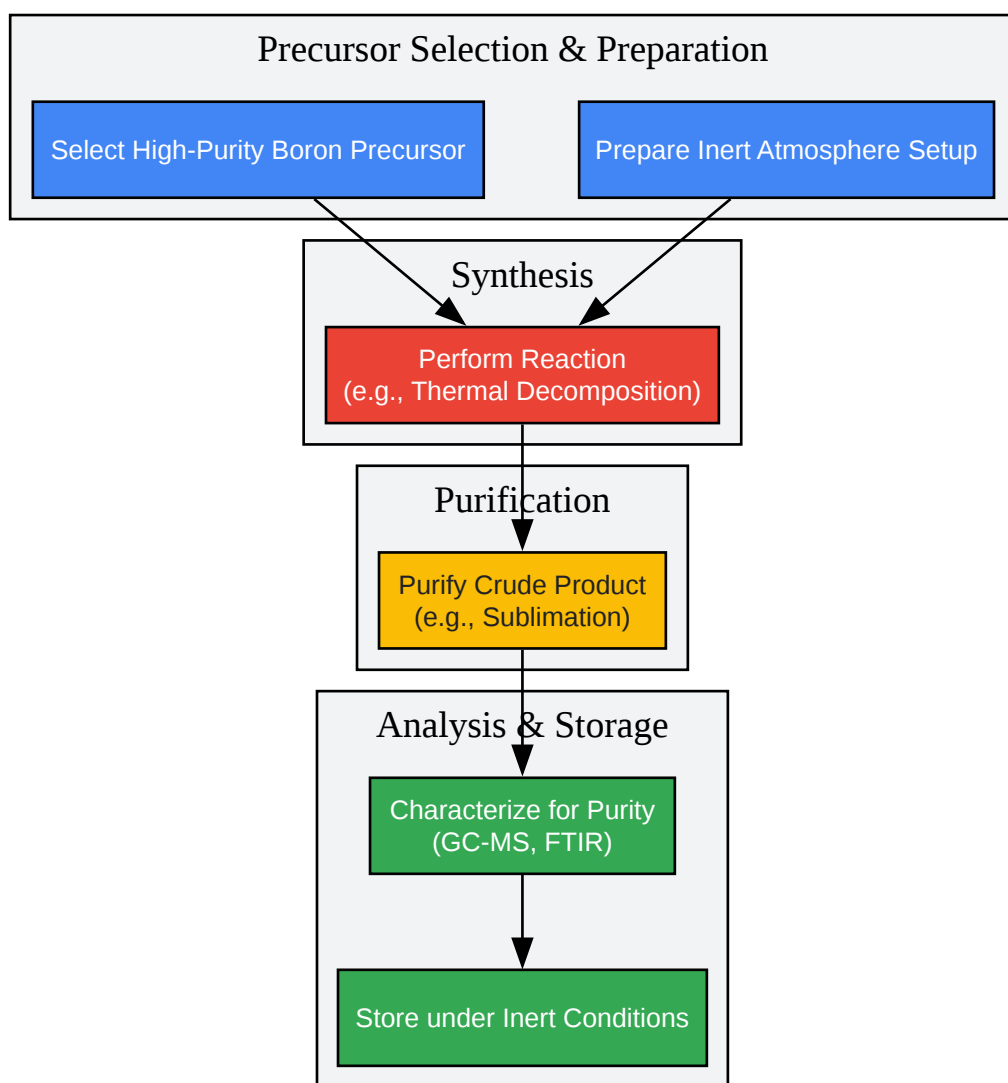 Precursor Selection & Preparation
Select High-Purity Boron Precursor
Prepare Inert Atmosphere Setup
Synthesis
Perform Reaction
(e.g., Thermal Decomposition)
Purification
Purify Crude Product
(e.g., Sublimation)
Analysis & Storage
Characterize for Purity
(GC-MS, FTIR)
Store under Inert Conditions